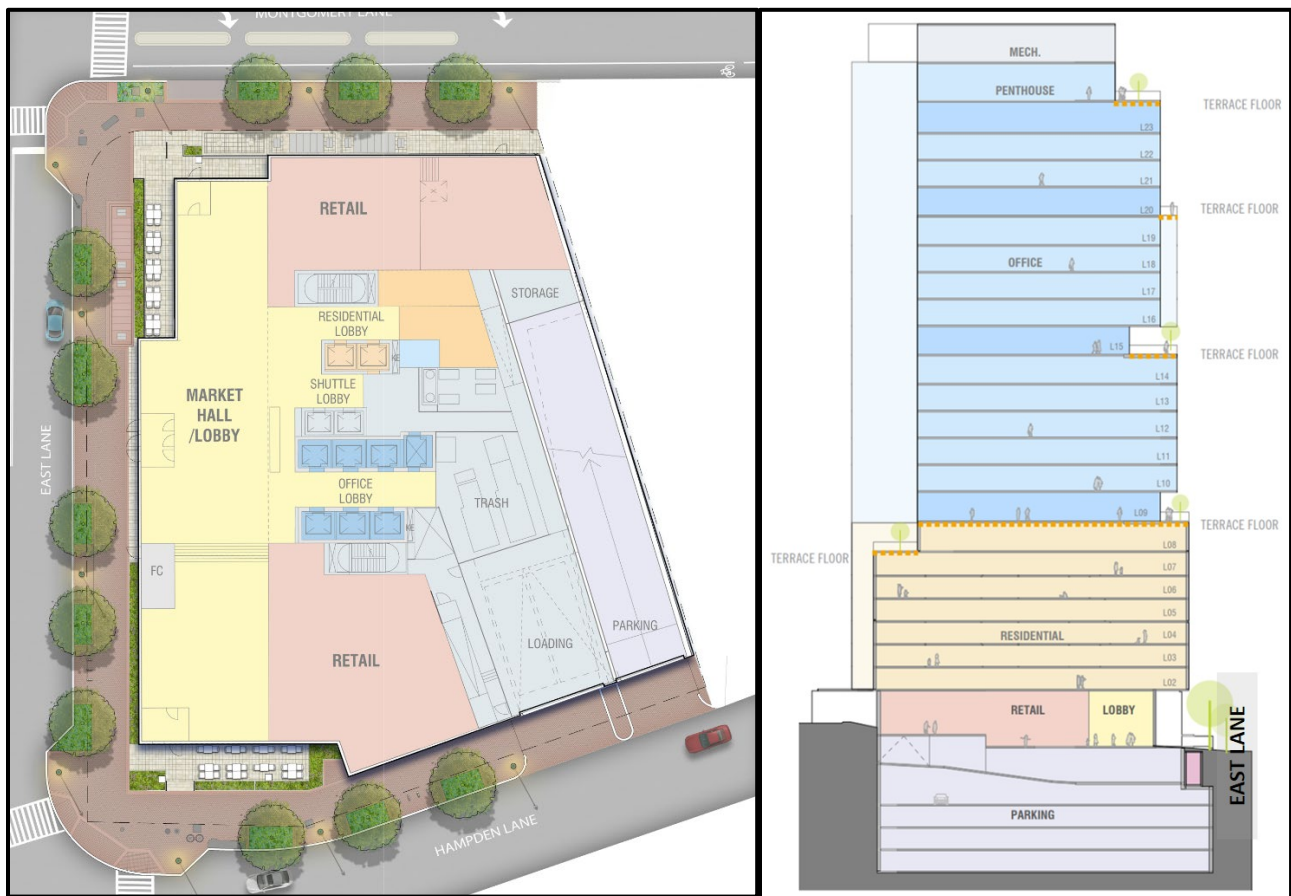 MONTGOMERY LANE
RETAIL
STORAGE
RESIDENTIAL
LOBBY
KE
SHUTTLE
LOBBY
MARKET
HALL
/LOBBY
OFFICE
LOBBY
TRASH
KE
FC
LOADING
PARKING
RETAIL
EAST LANE
HAMPDEN LANE
MECH.
PENTHOUSE
TERRACE FLOOR
L23
L22
L21
L20
TERRACE FLOOR
L19
OFFICE
L18
L17
L16
L15
TERRACE FLOOR
L14
L13
L12
L11
L10
L09
TERRACE FLOOR
L08
TERRACE FLOOR
L07
L06
L05
RESIDENTIAL
L04
L03
L02
RETAIL
LOBBY
EAST LANE
PARKING